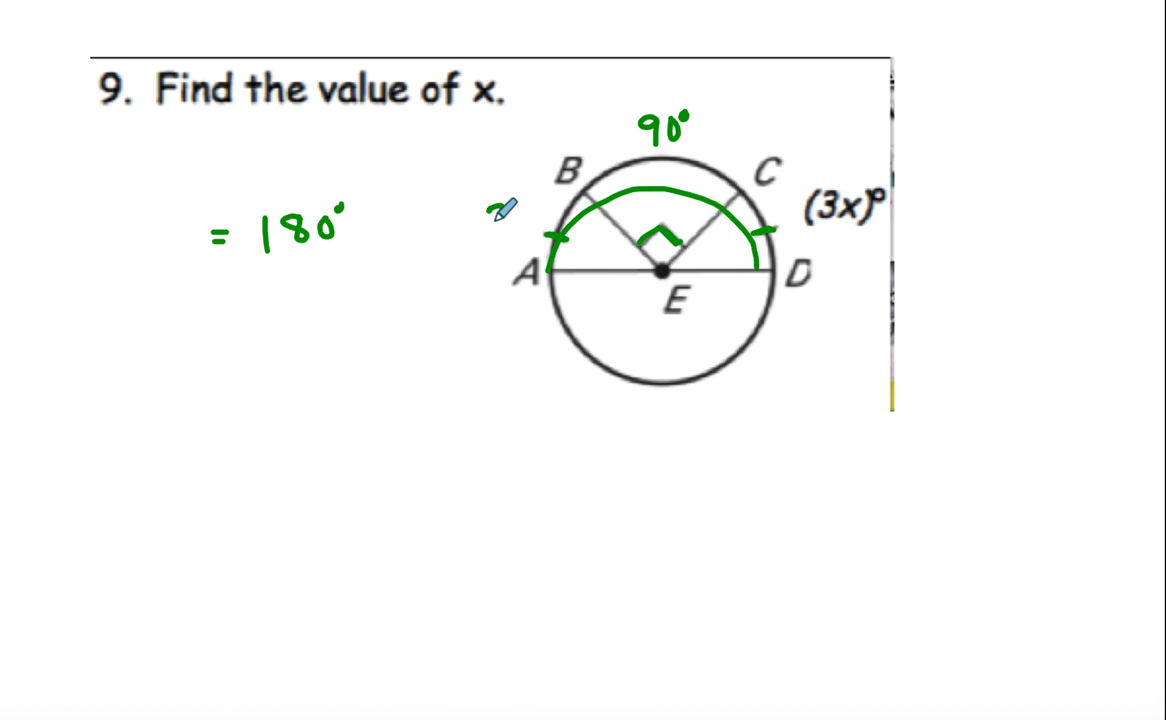 9. Find the value of x.
90°
B
C
(3x)°
= 180°
A
D
E